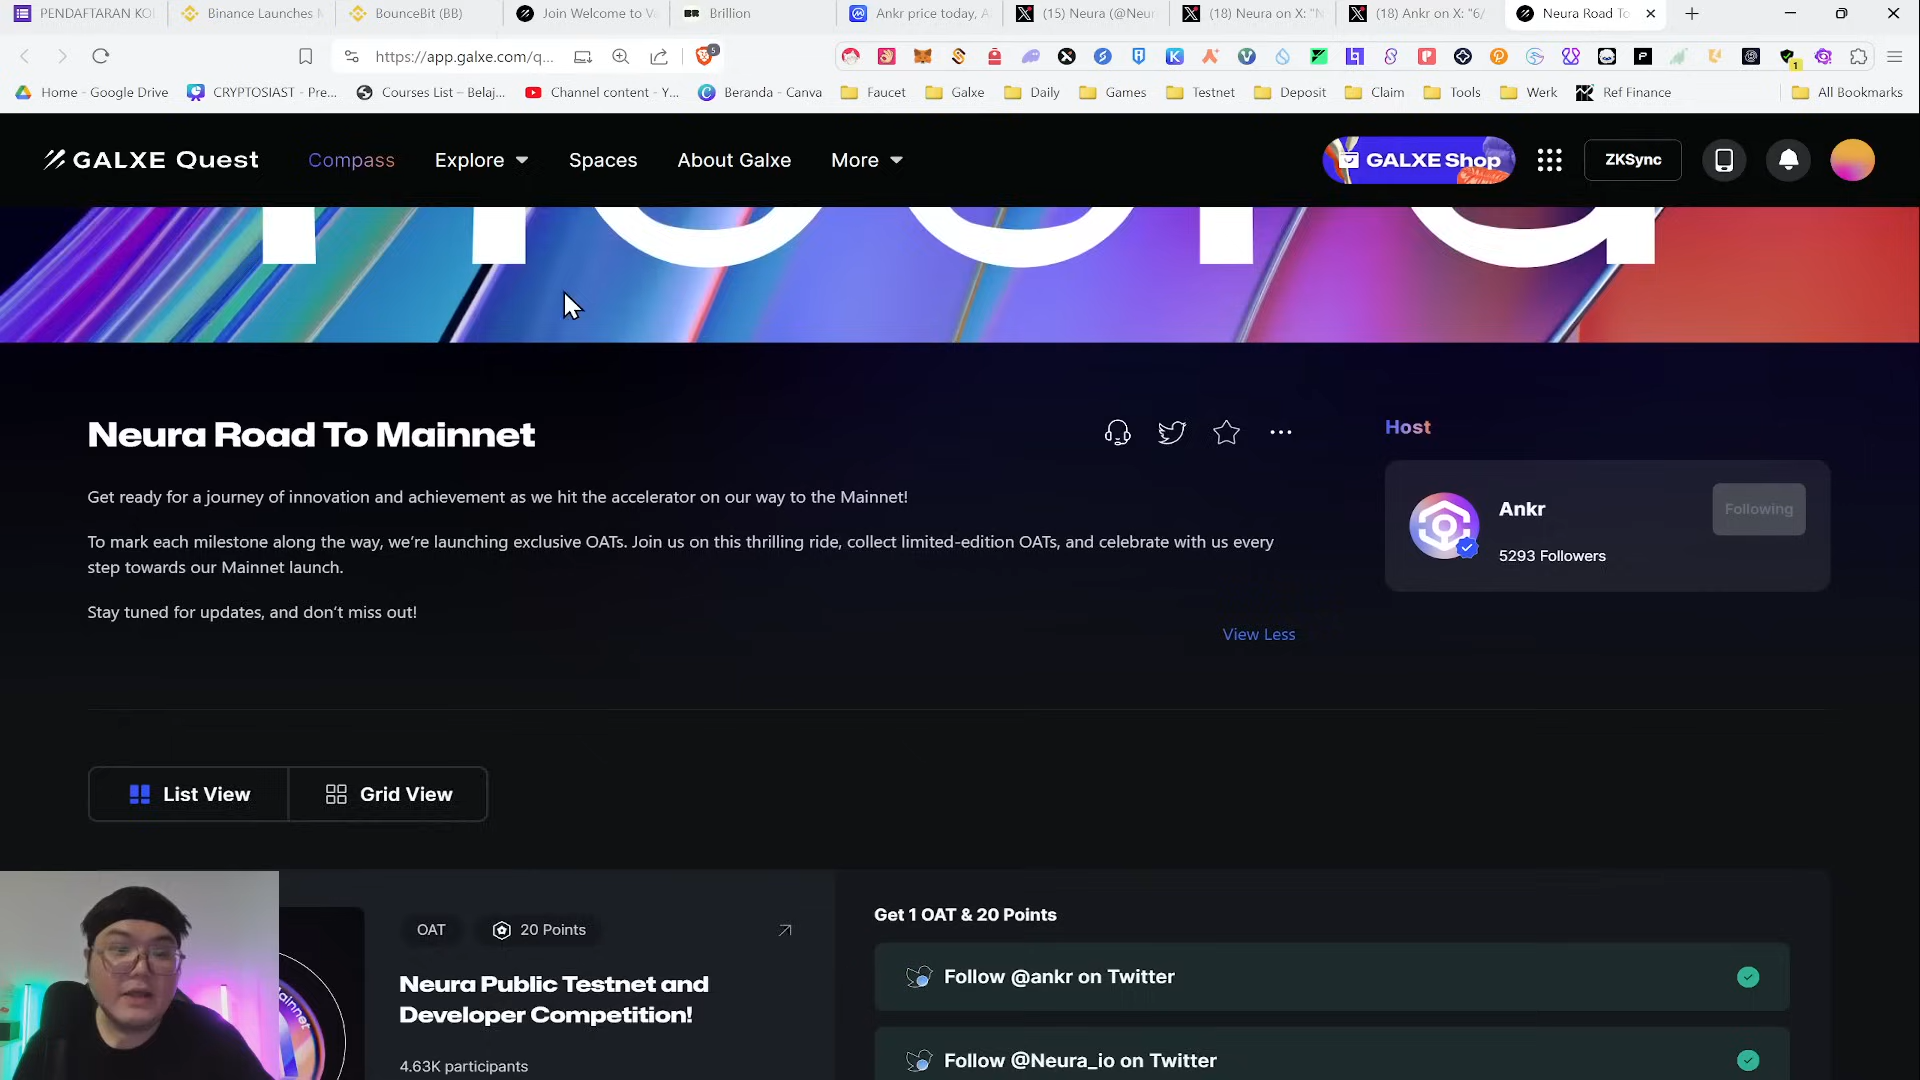 PENDAFTARAN KO
Binance Launches M
BounceBit (BB)
Join Welcome to V
Brillion
Ankr price today, A
(15) Neura (@Neur
(18) Neura on X: "N
(18) Ankr on X: "6/
Neura Road To
https://app.galxe.com/q...
5
1
Home - Google Drive
CRYPTOSIAST - Pre...
Courses List – Belaj...
Channel content - Y...
Beranda - Canva
Faucet
Galxe
Daily
Games
Testnet
Deposit
Claim
Tools
Werk
Ref Finance
All Bookmarks
GALXE Quest
Compass
Explore
Spaces
About Galxe
More
GALXE Shop
ZKSync
Neura Road To Mainnet
Host
Get ready for a journey of innovation and achievement as we hit the accelerator on our way to the Mainnet!
To mark each milestone along the way, we're launching exclusive OATs. Join us on this thrilling ride, collect limited-edition OATs, and celebrate with us every
step towards our Mainnet launch.
Stay tuned for updates, and don't miss out!
View Less
Ankr
Following
5293 Followers
List View
Grid View
OAT
20 Points
Neura Public Testnet and
Developer Competition!
4.63K participants
Mainnet
Get 1 OAT & 20 Points
Follow @ankr on Twitter
Follow @Neura_io on Twitter